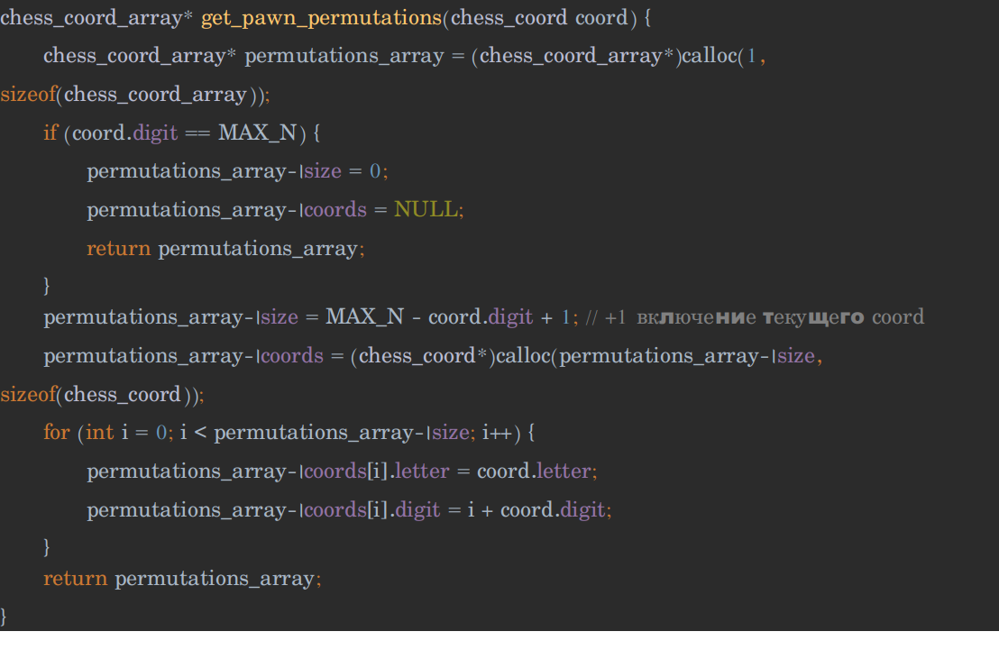 chess_coord_array* get_pawn_permutations(chess_coord coord) {
chess_coord_array* permutations_array = (chess_coord_array*)calloc(1,
sizeof(chess_coord_array));
if (coord.digit == MAX_N) {
permutations_array-|size = 0;
permutations_array-|coords = NULL;
return permutations_array;
}
permutations_array-|size = MAX_N - coord.digit + 1; // +1 включение текущего coord
permutations_array-|coords = (chess_coord*)calloc(permutations_array-|size,
sizeof(chess_coord));
for (int i = 0; i < permutations_array-|size; i++) {
permutations_array-|coords[i].letter = coord.letter;
permutations_array-|coords[i].digit = i + coord.digit;
}
return permutations_array;
}